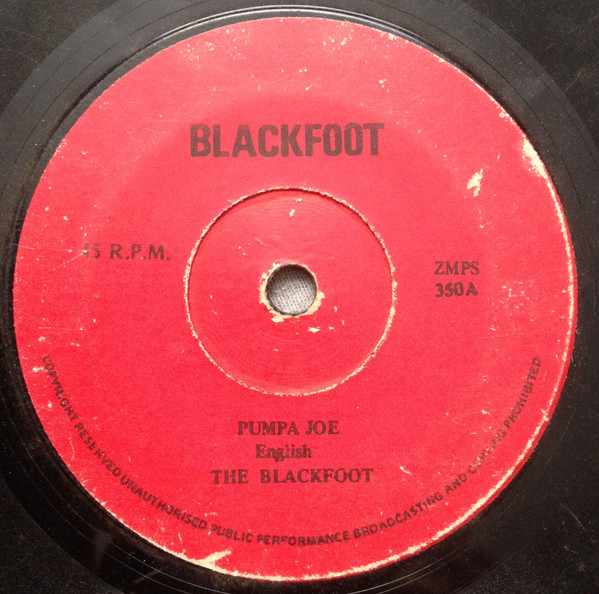 BLACKFOOT
45 R.P.M.
ZMPS
350A
PUMPA JOE
English
THE BLACKFOOT
COPYRIGHT RESERVED UNAUTHORISED PUBLIC PERFORMANCE BROADCASTING AND COPYING PROHIBITED